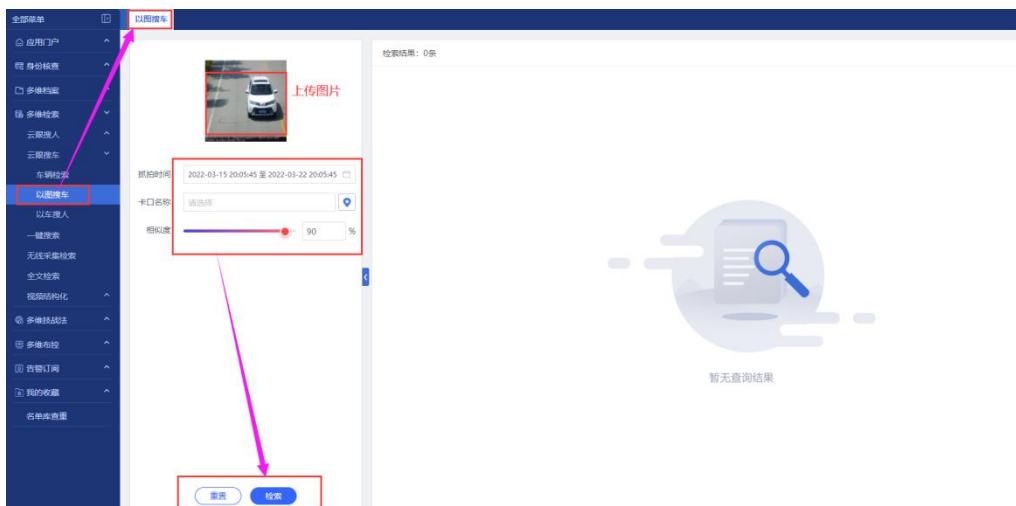 全部菜单
以图搜车
应用门户
身份核查
多维档案
多维检索
云眼搜人
云眼搜车
车辆检索
以图搜车
以车搜人
一键搜索
无线采集检索
全文检索
视频结构化
多维技战法
多维布控
告警订阅
我的收藏
名单库查重
上传图片
抓拍时间
2022-03-15 20:05:45 至 2022-03-22 20:05:45
卡口名称
请选择
相似度
90 %
重置
检索
检索结果：0条
暂无查询结果